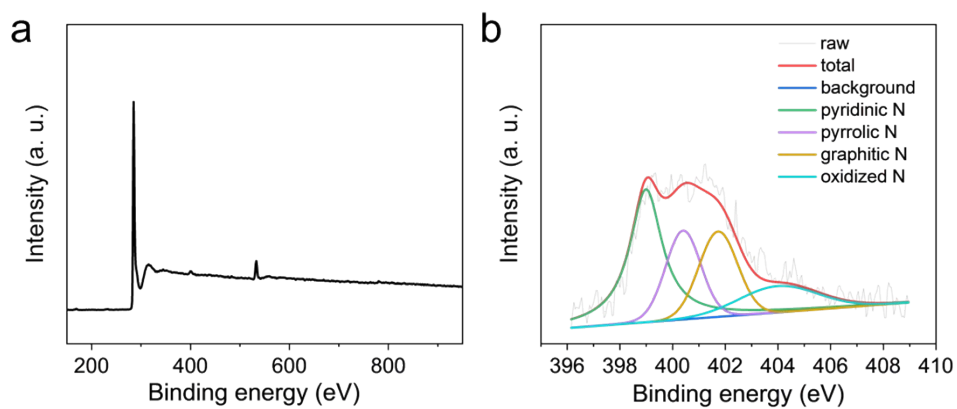 a
Intensity (a. u.)
200 400 600 800
Binding energy (eV)
b
Intensity (a. u.)
raw
total
background
pyridinic N
pyrrolic N
graphitic N
oxidized N
396 398 400 402 404 406 408 410
Binding energy (eV)